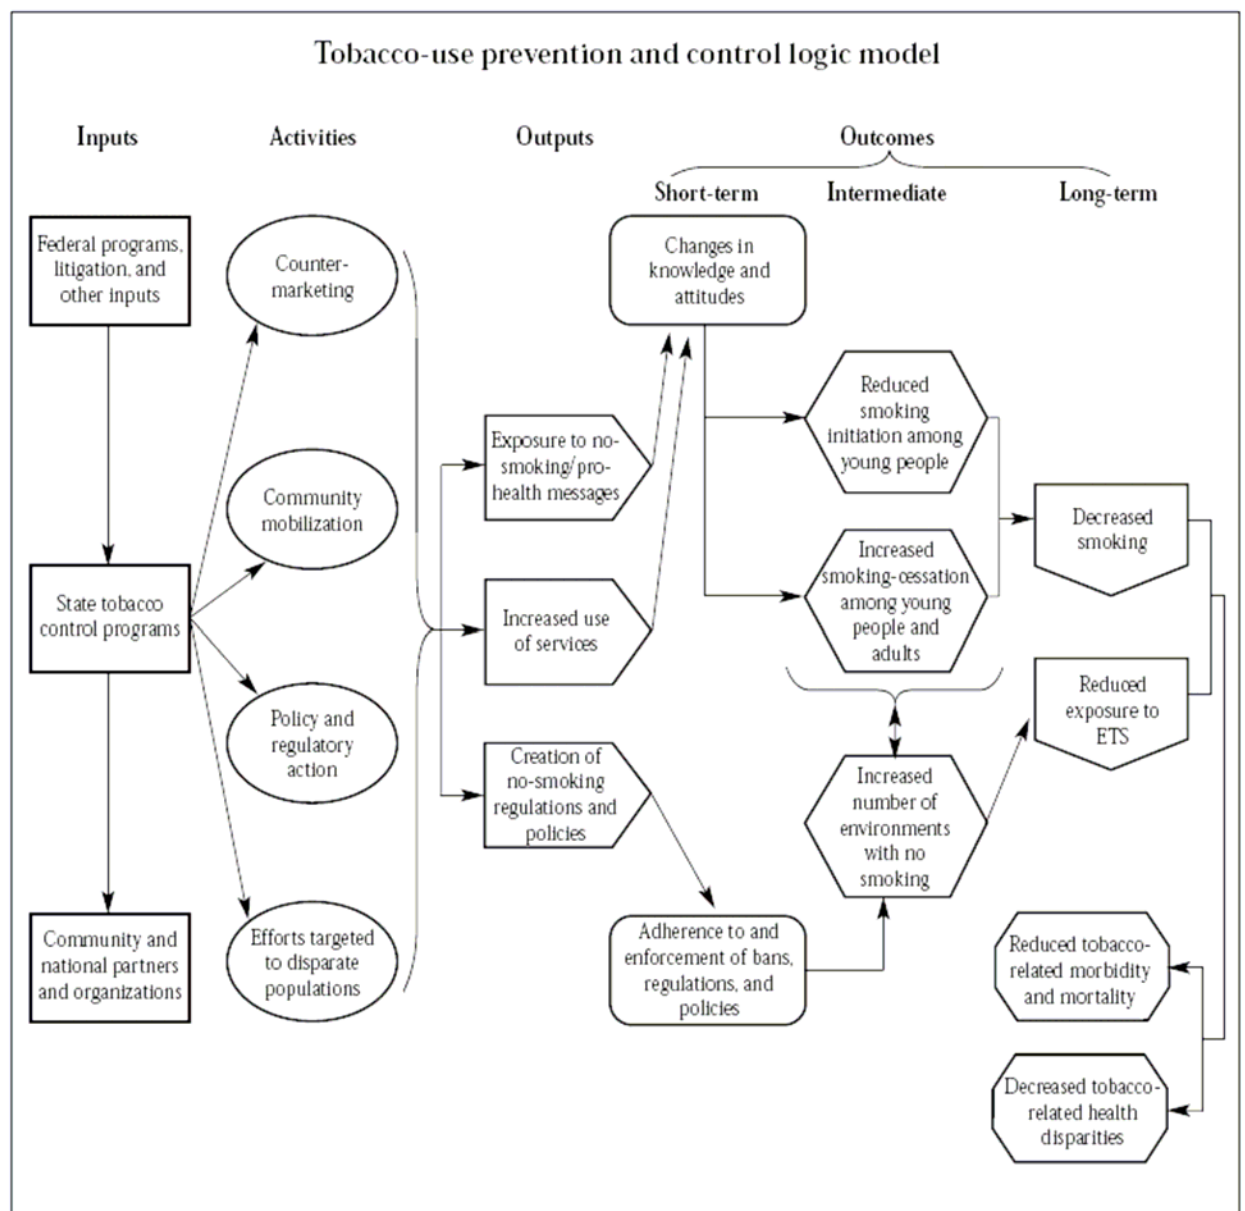 Tobacco-use prevention and control logic model
Inputs
Activities
Outputs
Outcomes
Short-term
Intermediate
Long-term
Federal programs,
litigation, and
other inputs
State tobacco
control programs
Community and
national partners
and organizations
Counter-
marketing
Community
mobilization
Policy and
regulatory
action
Efforts targeted
to disparate
populations
Exposure to no-
smoking/pro-
health messages
Increased use
of services
Creation of
no-smoking
regulations and
policies
Changes in
knowledge and
attitudes
Adherence to and
enforcement of bans,
regulations, and
policies
Reduced
smoking
initiation among
young people
Increased
smoking-cessation
among young
people and
adults
Increased
number of
environments
with no
smoking
Decreased
smoking
Reduced
exposure to
ETS
Reduced tobacco-
related morbidity
and mortality
Decreased tobacco-
related health
disparities